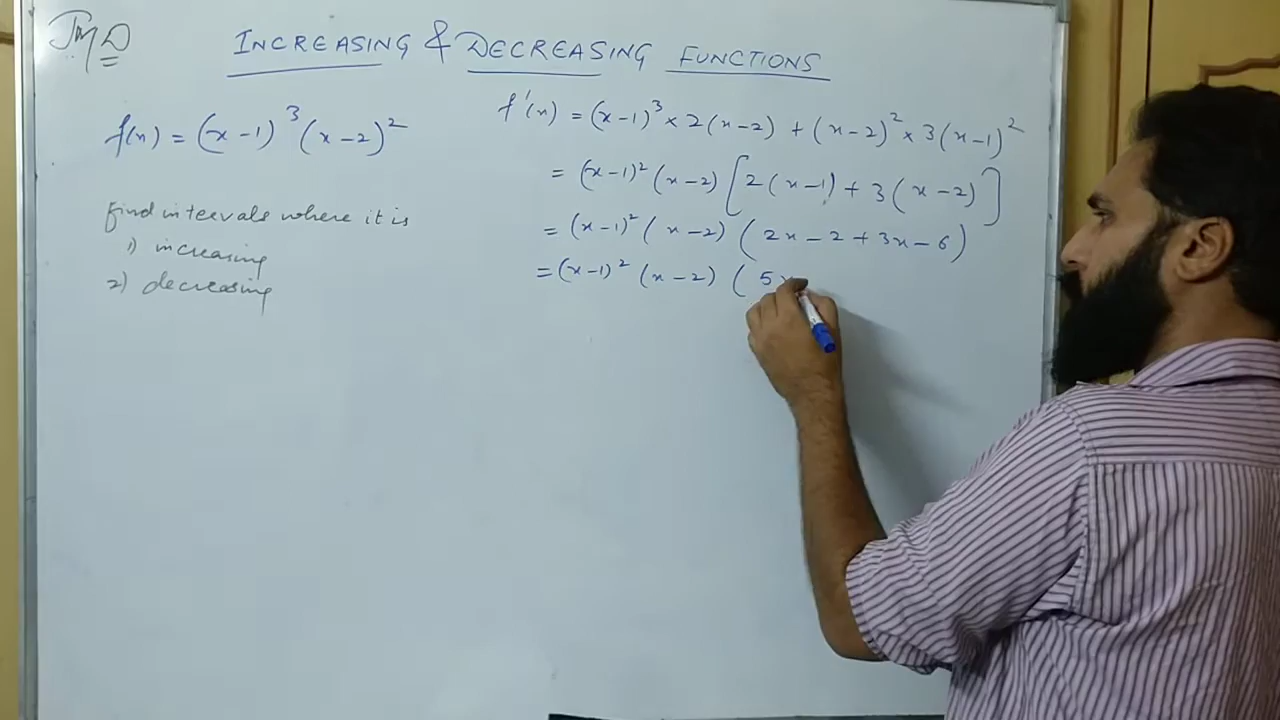 INCREASING & DECREASING FUNCTIONS
f(x) = (x-1)³ (x-2)²
find intervals where it is
1) increasing
2) decreasing
f'(x) = (x-1)³ × 2(x-2) + (x-2)² × 3(x-1)²
= (x-1)² (x-2) [2(x-1) + 3(x-2)]
= (x-1)² (x-2) (2x - 2 + 3x - 6)
= (x-1)² (x-2) ( 5x